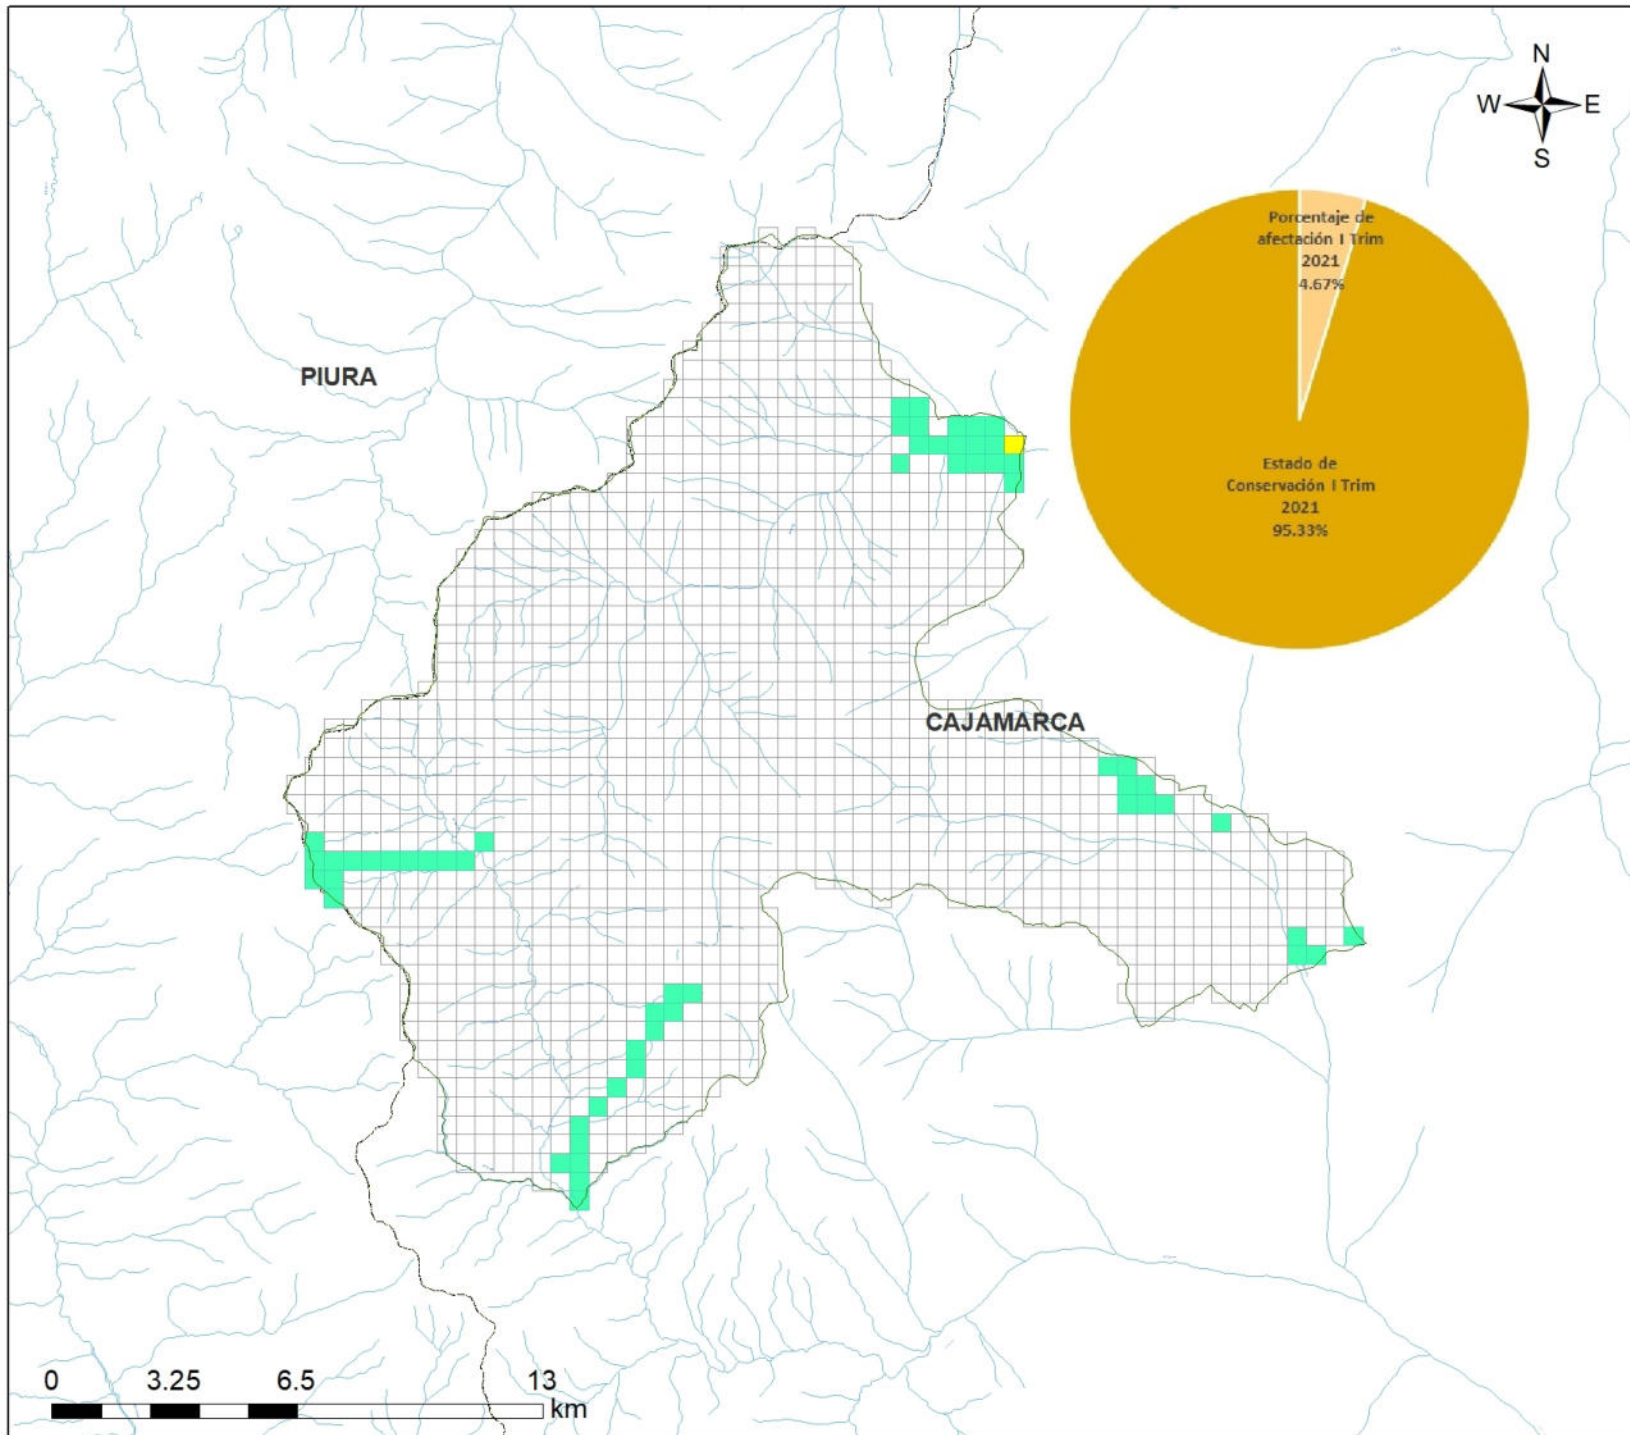 N
W E
S
Porcentaje de
afectación I Trim
2021
4.67%
PIURA
Estado de
Conservación I Trim
2021
95.33%
CAJAMARCA
0 3.25 6.5 13
km